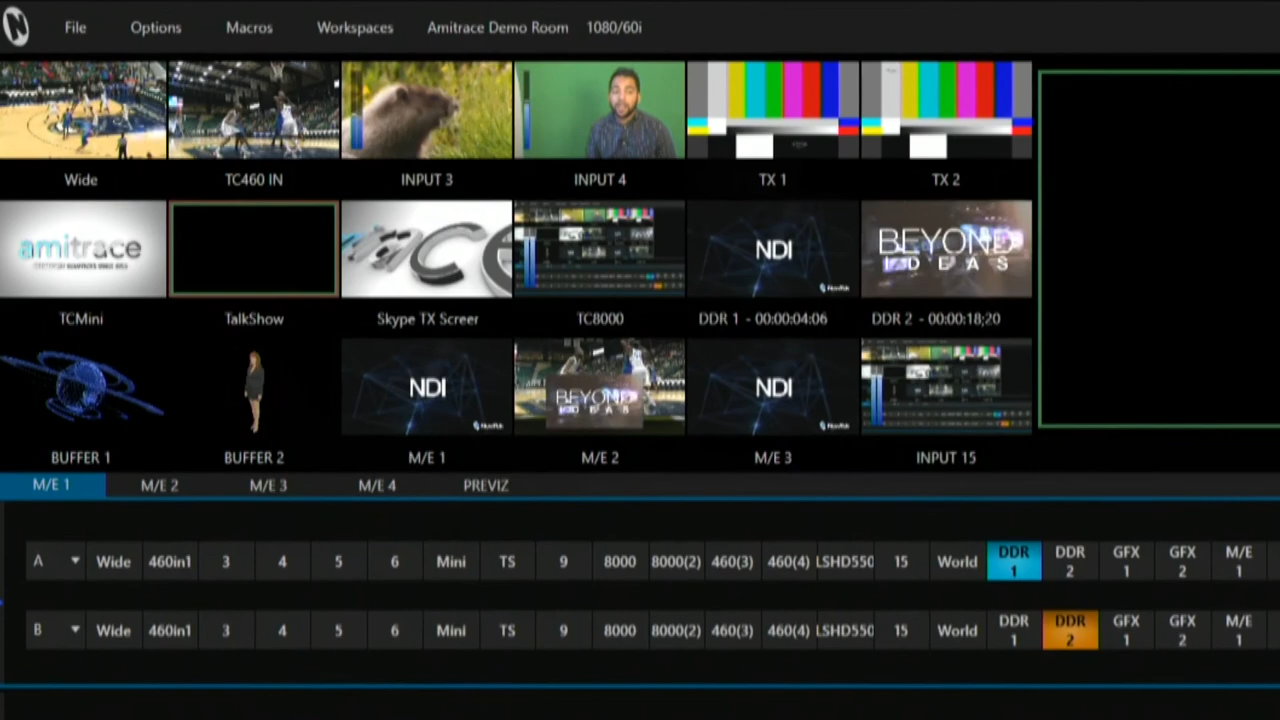 N File Options Macros Workspaces Amitrace Demo Room 1080/60i
Wide TC460 IN INPUT 3 INPUT 4 TX 1 TX 2
amitrace
NDI
BEYOND
IDEAS
TCMini TalkShow Skype TX Screer TC8000 DDR 1 - 00:00:04;06 DDR 2 - 00:00:18;20
NDI
BEYOND
IDEAS
NDI
BUFFER 1 BUFFER 2 M/E 1 M/E 2 M/E 3 INPUT 15
M/E 1 M/E 2 M/E 3 M/E 4 PREVIZ
A Wide 460in1 3 4 5 6 Mini TS 9 8000 8000(2) 460(3) 460(4) LSHD550 15 World DDR 1 DDR 2 GFX 1 GFX 2 M/E 1
B Wide 460in1 3 4 5 6 Mini TS 9 8000 8000(2) 460(3) 460(4) LSHD550 15 World DDR 1 DDR 2 GFX 1 GFX 2 M/E 1